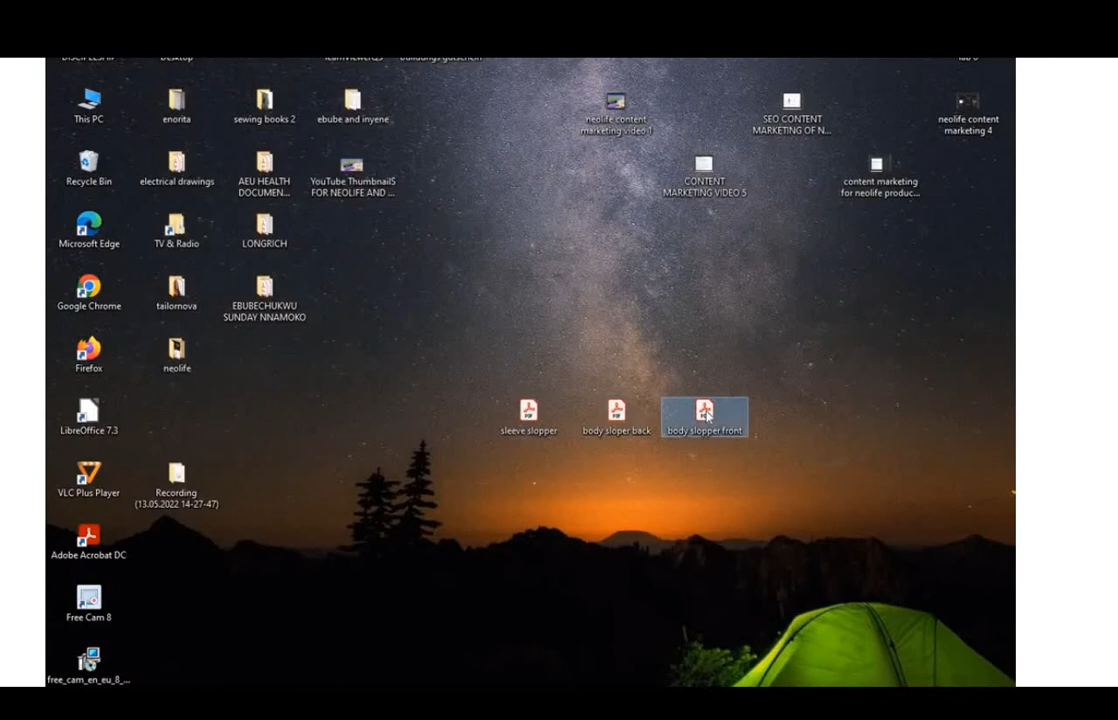 Desktop
This PC
enorita
sewing books 2
ebube and inyene
neolife content
marketing video 1
SEO CONTENT
MARKETING OF N...
neolife content
marketing 4
Recycle Bin
electrical drawings
AEU HEALTH
DOCUMEN...
YouTube ThumbnailS
FOR NEOLIFE AND ...
CONTENT
MARKETING VIDEO 5
content marketing
for neolife produc...
Microsoft Edge
TV & Radio
LONGRICH
Google Chrome
tailornova
EBUBECHUKWU
SUNDAY NNAMOKO
Firefox
neolife
LibreOffice 7.3
sleeve slopper
body sloper back
body slopper front
VLC Plus Player
Recording
(13.05.2022 14-27-47)
Adobe Acrobat DC
Free Cam 8
free_cam_en_eu_8_...